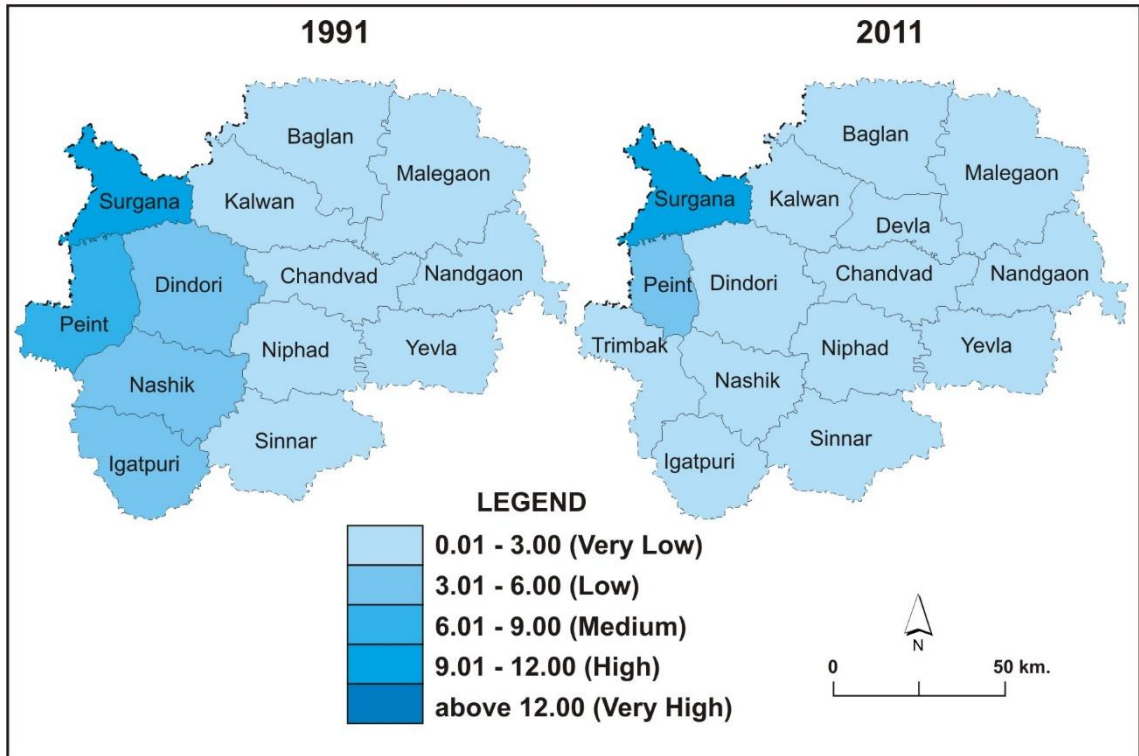 1991
2011
Baglan
Malegaon
Surgana
Kalwan
Dindori
Chandvad
Nandgaon
Peint
Niphad
Yevla
Nashik
Sinnar
Igatpuri
Baglan
Malegaon
Surgana
Kalwan
Devla
Peint
Dindori
Chandvad
Nandgaon
Trimbak
Niphad
Yevla
Nashik
Sinnar
Igatpuri
LEGEND
0.01 - 3.00 (Very Low)
3.01 - 6.00 (Low)
6.01 - 9.00 (Medium)
9.01 - 12.00 (High)
above 12.00 (Very High)
N
0 50 km.